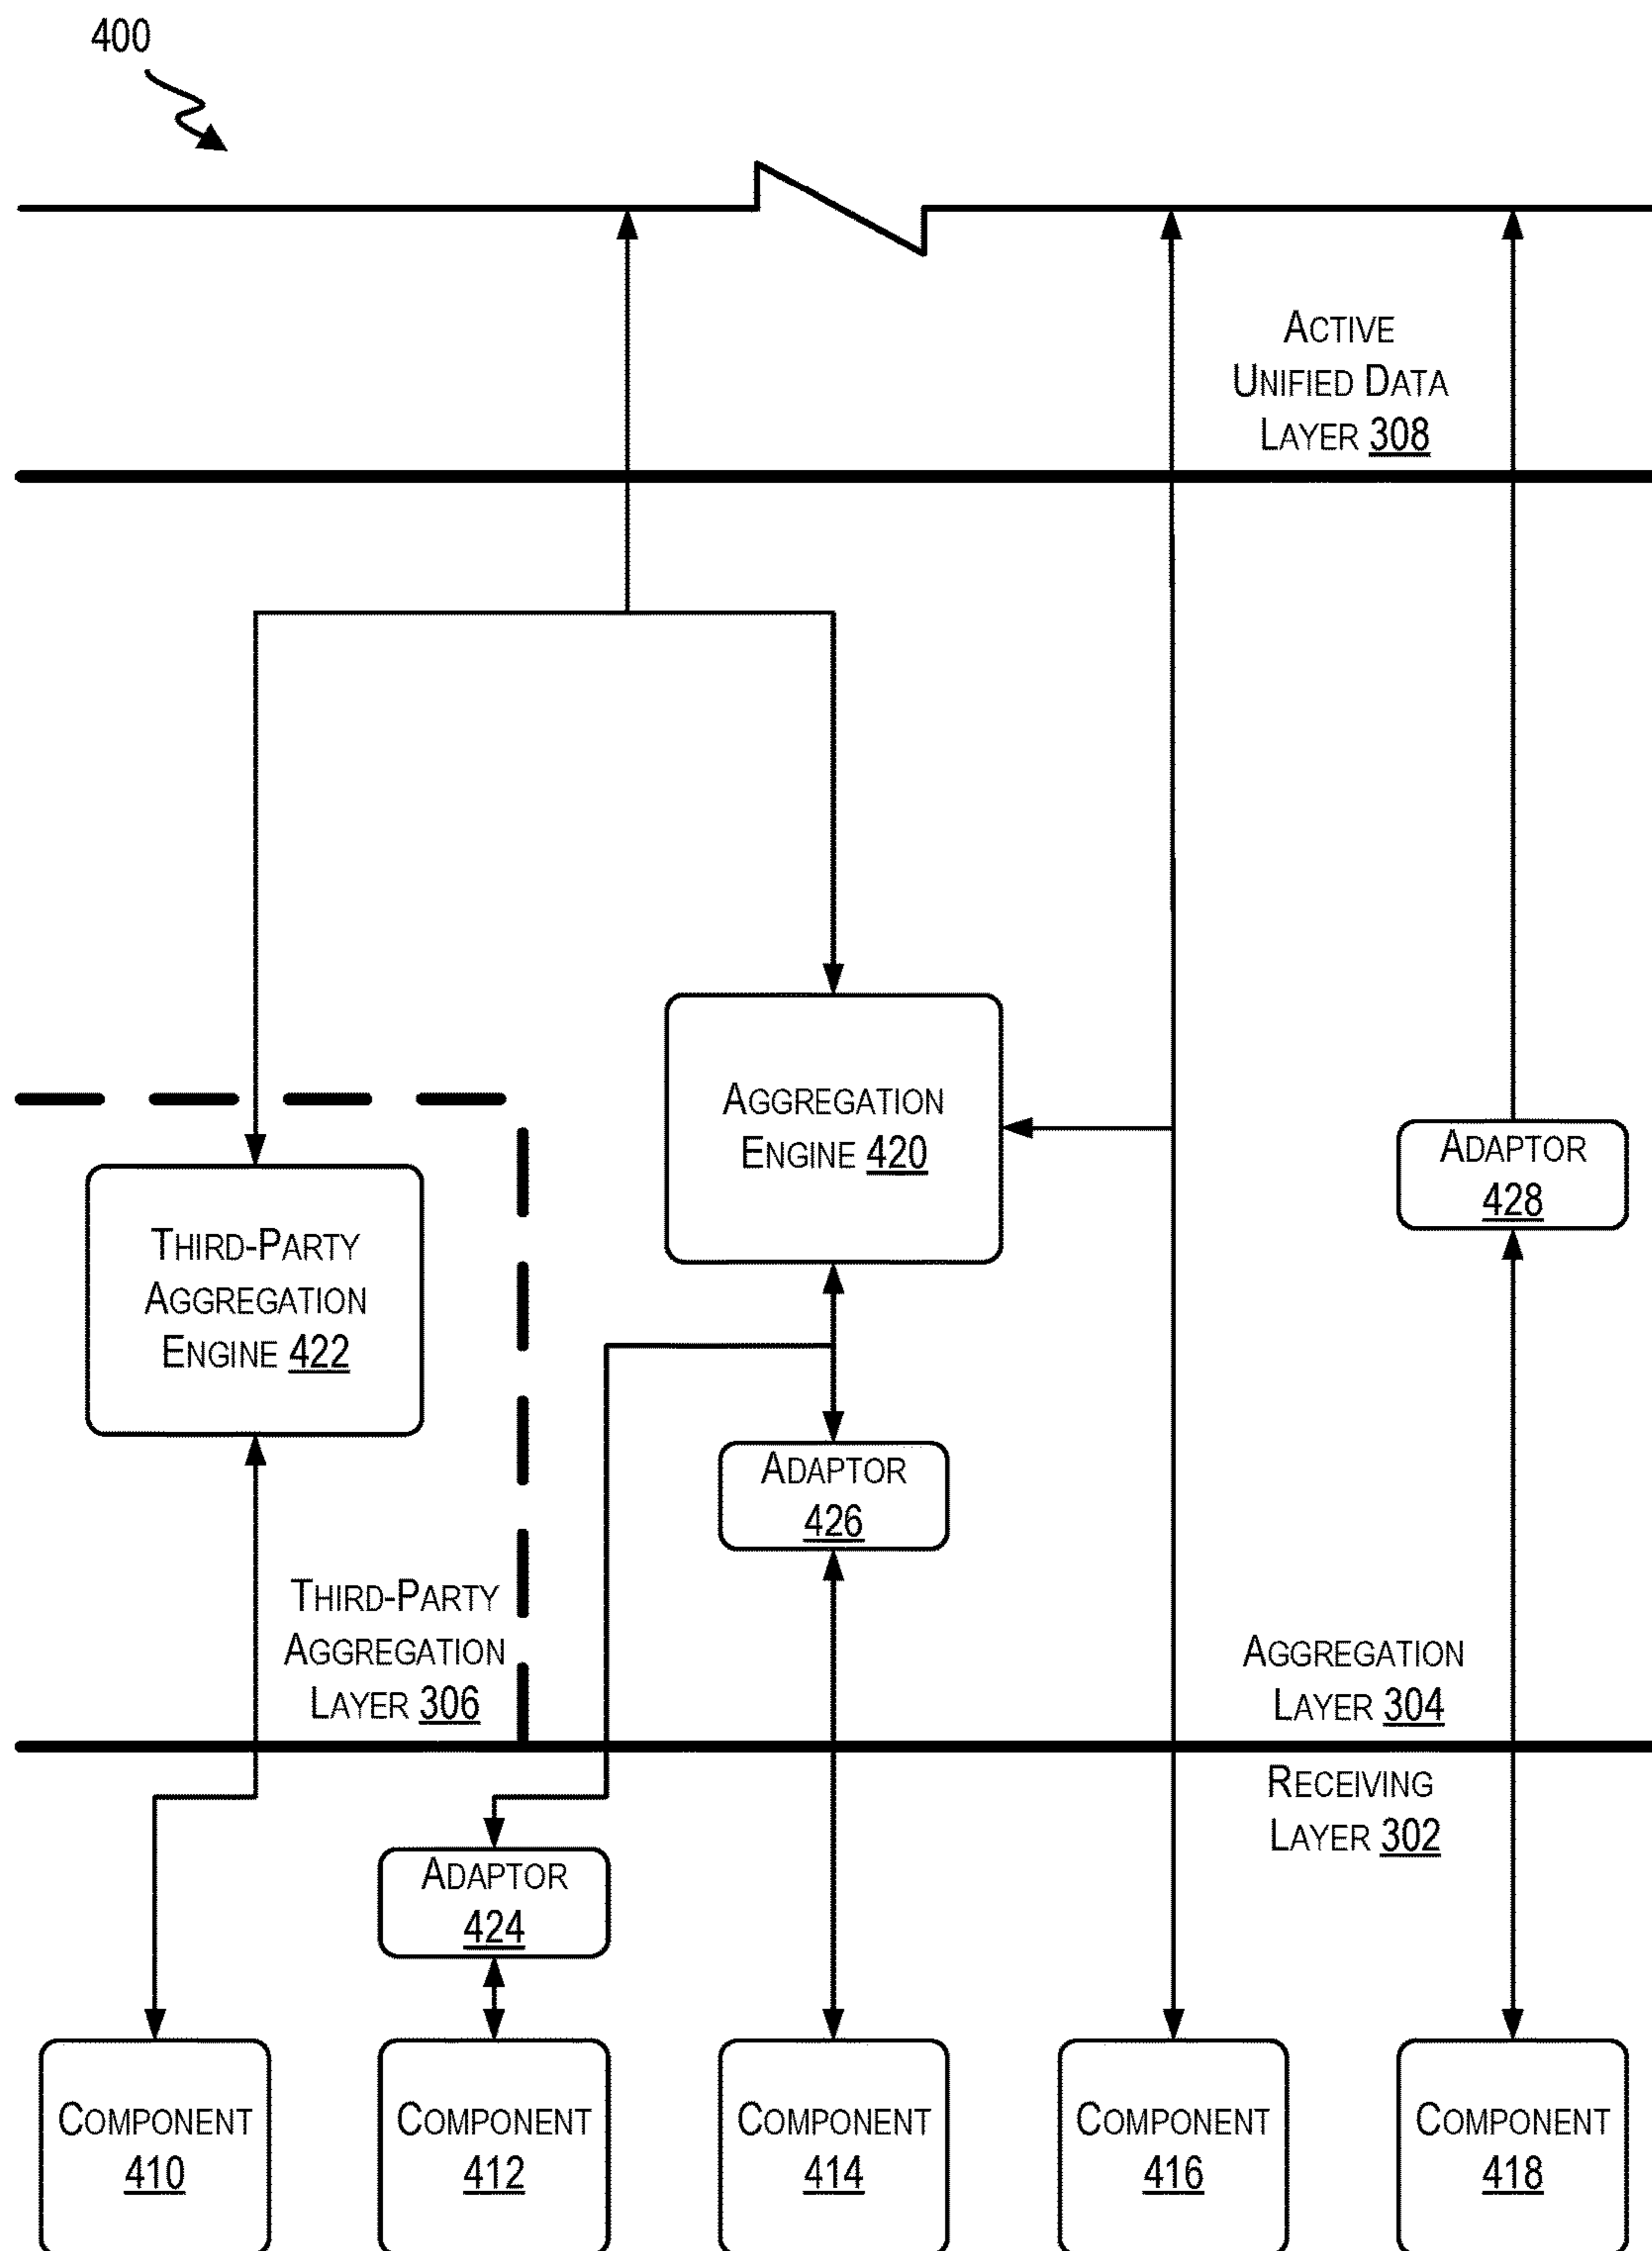 400
ACTIVE
UNIFIED DATA
LAYER 308
AGGREGATION
ENGINE 420
ADAPTOR
428
THIRD-PARTY
AGGREGATION
ENGINE 422
ADAPTOR
426
THIRD-PARTY
AGGREGATION
LAYER 306
AGGREGATION
LAYER 304
RECEIVING
LAYER 302
ADAPTOR
424
COMPONENT
410
COMPONENT
412
COMPONENT
414
COMPONENT
416
COMPONENT
418